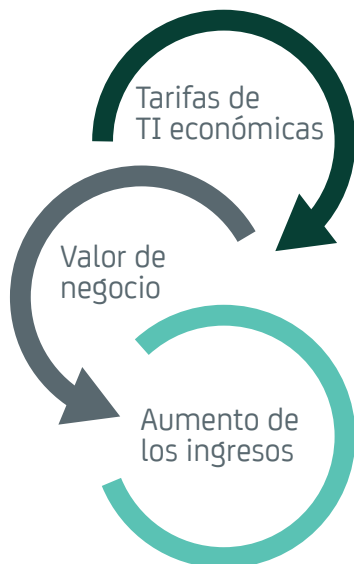 Tarifas de
TI económicas
Valor de
negocio
Aumento de
los ingresos